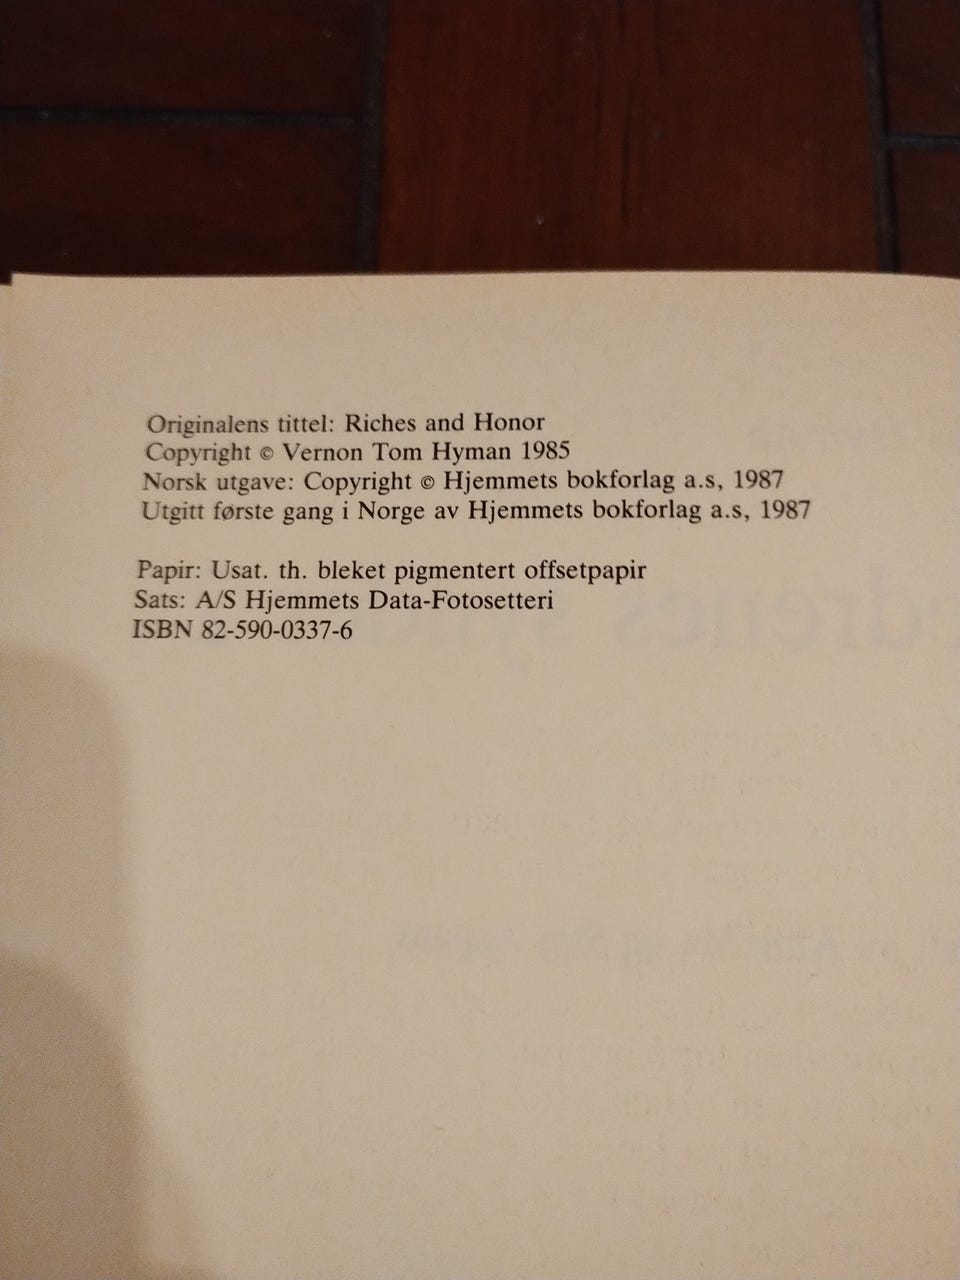 Originalens tittel: Riches and Honor
Copyright © Vernon Tom Hyman 1985
Norsk utgave: Copyright © Hjemmets bokforlag a.s, 1987
Utgitt første gang i Norge av Hjemmets bokforlag a.s, 1987
Papir: Usat. th. bleket pigmentert offsetpapir
Sats: A/S Hjemmets Data-Fotosetteri
ISBN 82-590-0337-6